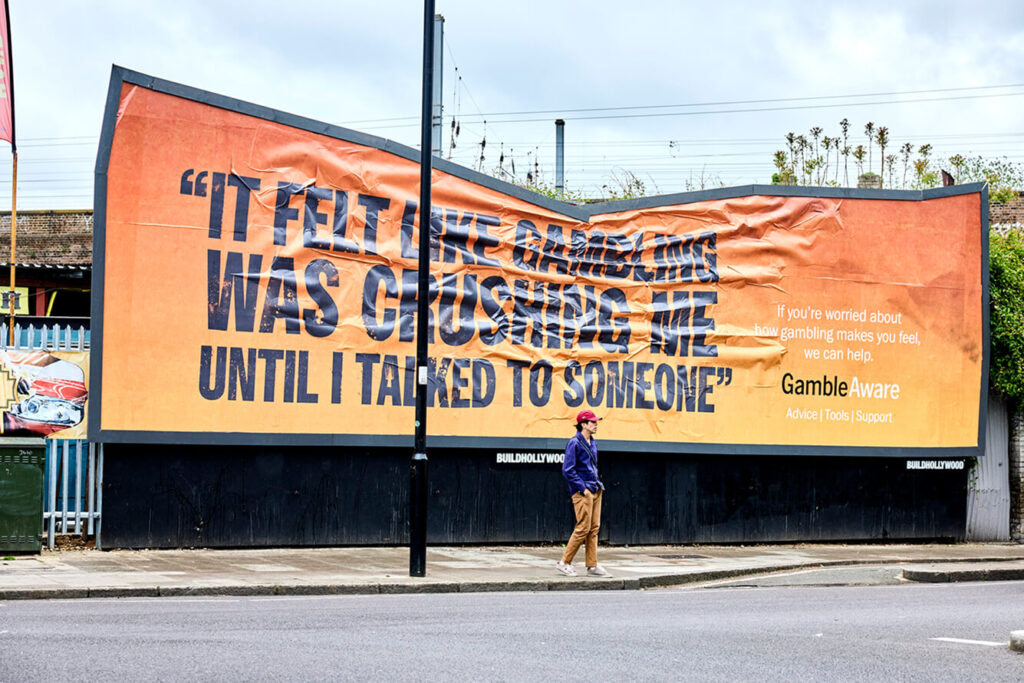 “IT FELT LIKE GAMBLING
WAS CRUSHING ME
UNTIL I TALKED TO SOMEONE”
If you’re worried about
how gambling makes you feel,
we can help.
GambleAware
Advice | Tools | Support
BUILDHOLLYWOOD
BUILDHOLLYWOOD